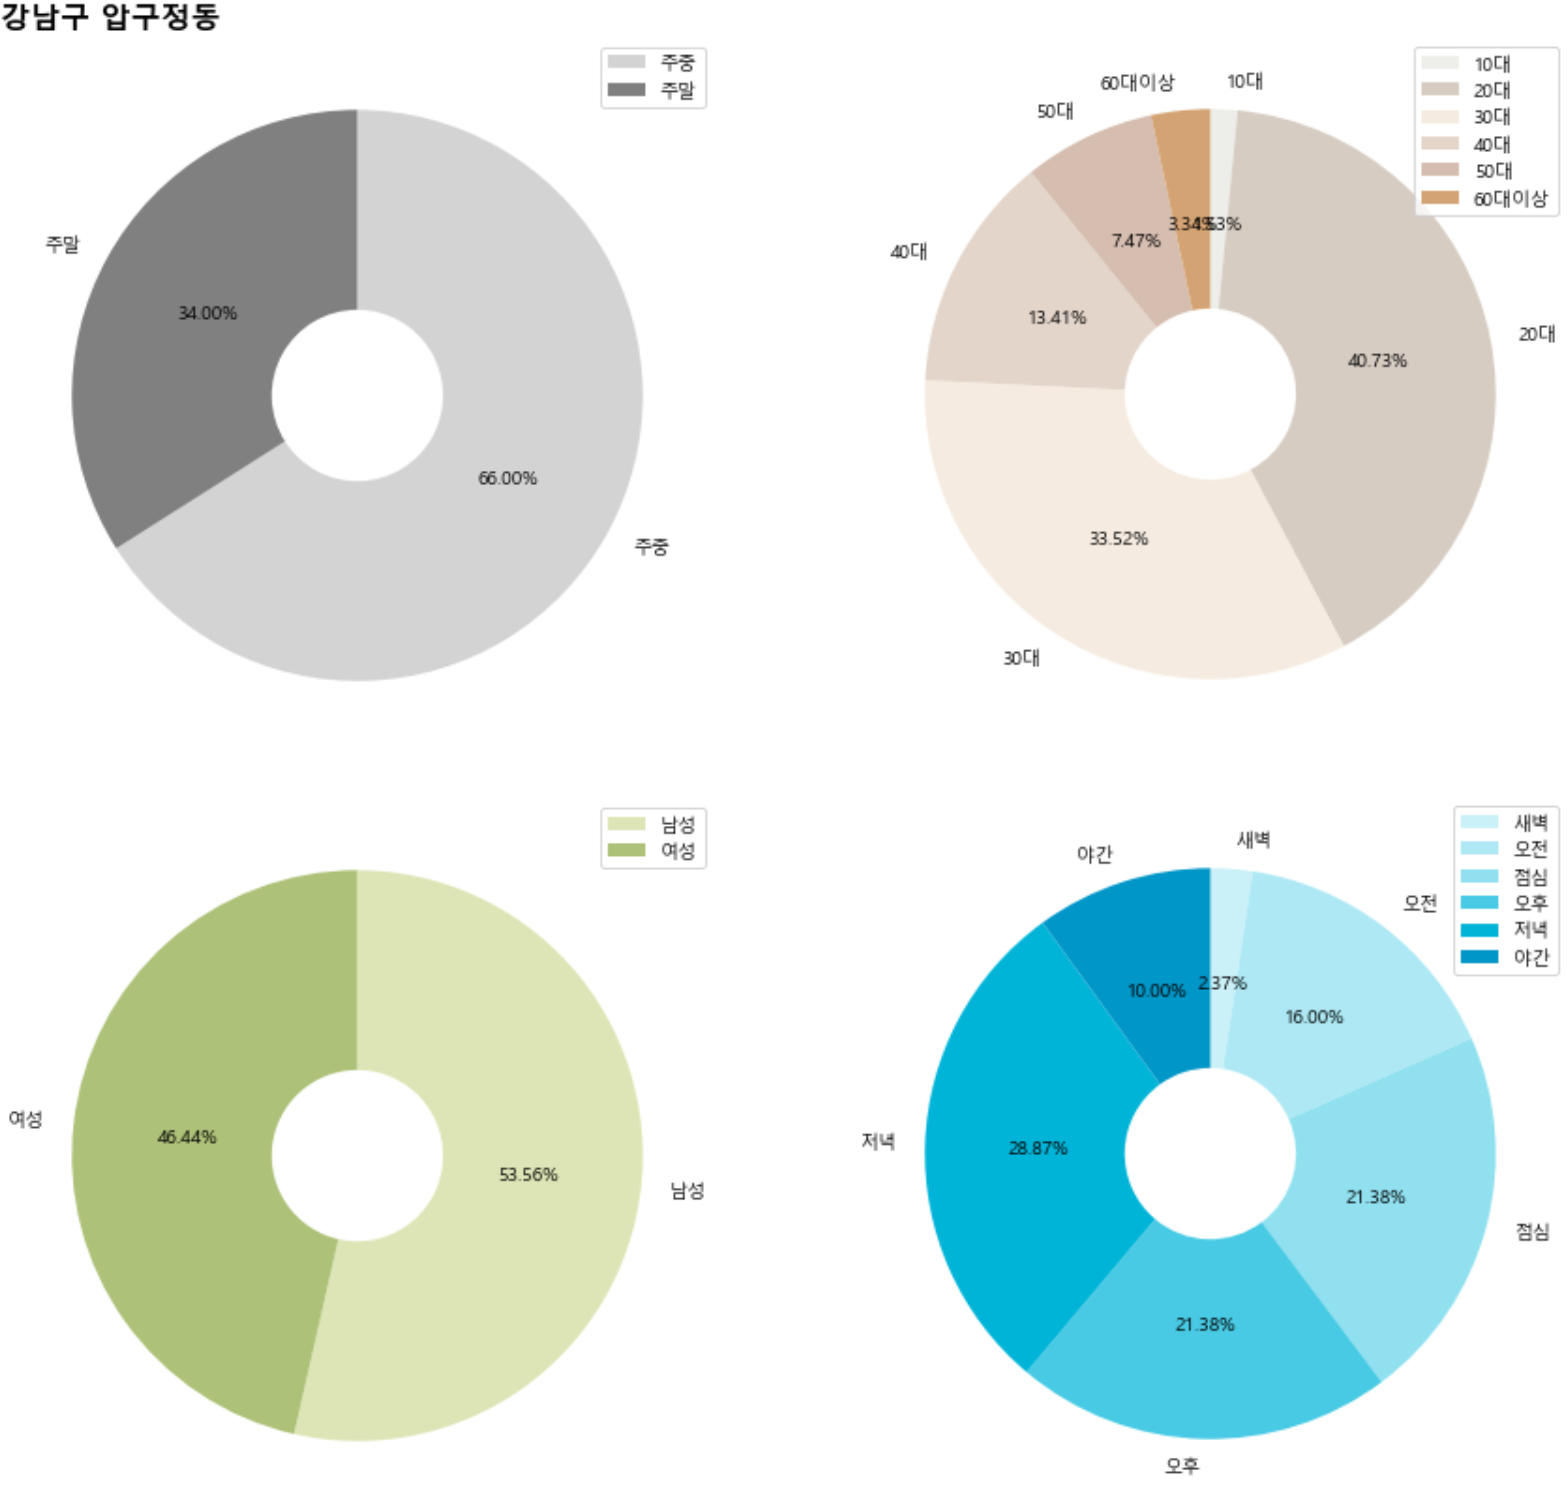 강남구 압구정동
주중
주말
주말
34.00%
66.00%
주중
10대
20대
30대
40대
50대
60대이상
60대이상
10대
50대
40대
20대
30대
3.34%
7.47%
13.41%
40.73%
33.52%
남성
여성
여성
46.44%
53.56%
남성
새벽
오전
점심
오후
저녁
야간
야간
새벽
오전
10.00%
2.37%
16.00%
저녁
28.87%
21.38%
점심
21.38%
오후